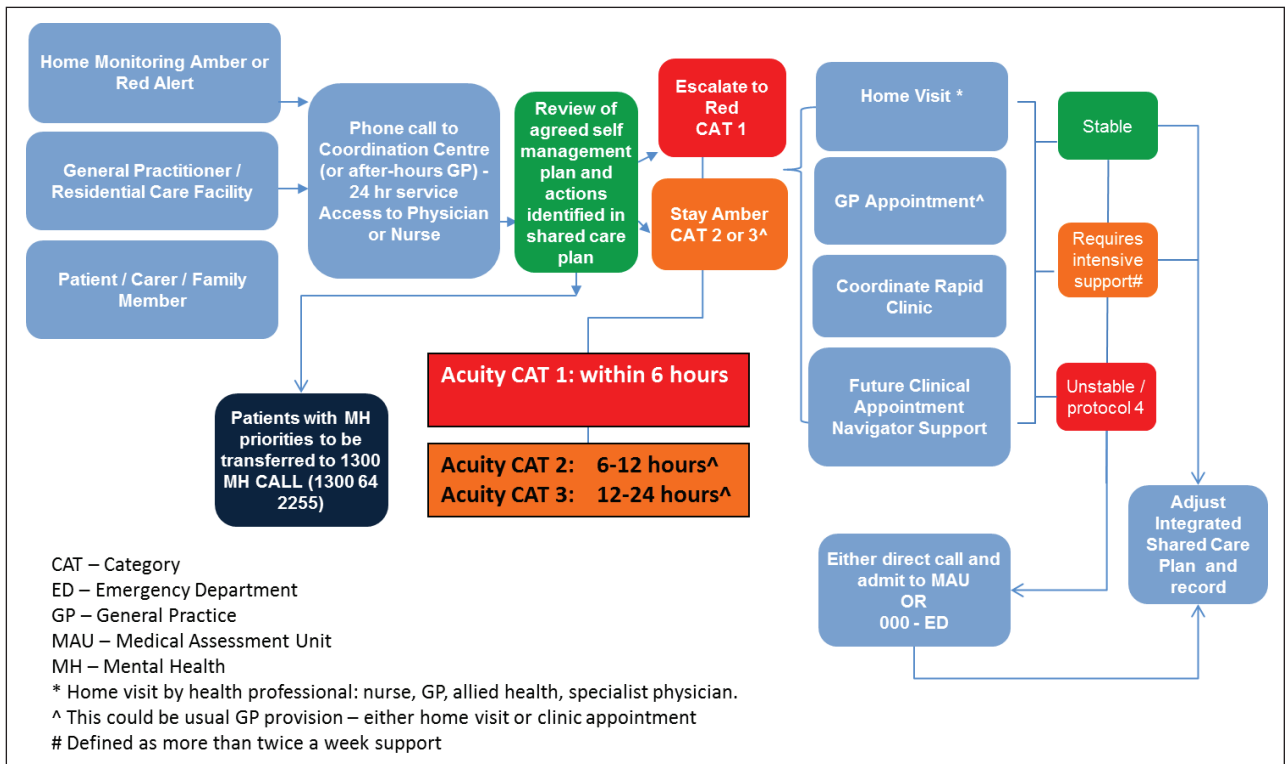 Home Monitoring Amber or
Red Alert
General Practitioner /
Residential Care Facility
Patient / Carer / Family
Member
Phone call to
Coordination Centre
(or after-hours GP) -
24 hr service
Access to Physician
or Nurse
Review of
agreed self
management
plan and
actions
identified in
shared care
plan
Escalate to
Red
CAT 1
Stay Amber
CAT 2 or 3^
Home Visit *
GP Appointment^
Coordinate Rapid
Clinic
Future Clinical
Appointment
Navigator Support
Stable
Requires
intensive
support#
Unstable /
protocol 4
Patients with MH
priorities to be
transferred to 1300
MH CALL (1300 64
2255)
Acuity CAT 1: within 6 hours
Acuity CAT 2: 6-12 hours^
Acuity CAT 3: 12-24 hours^
Either direct call and
admit to MAU
OR
000 - ED
Adjust
Integrated
Shared Care
Plan and
record
CAT – Category
ED – Emergency Department
GP – General Practice
MAU – Medical Assessment Unit
MH – Mental Health
* Home visit by health professional: nurse, GP, allied health, specialist physician.
^ This could be usual GP provision – either home visit or clinic appointment
# Defined as more than twice a week support